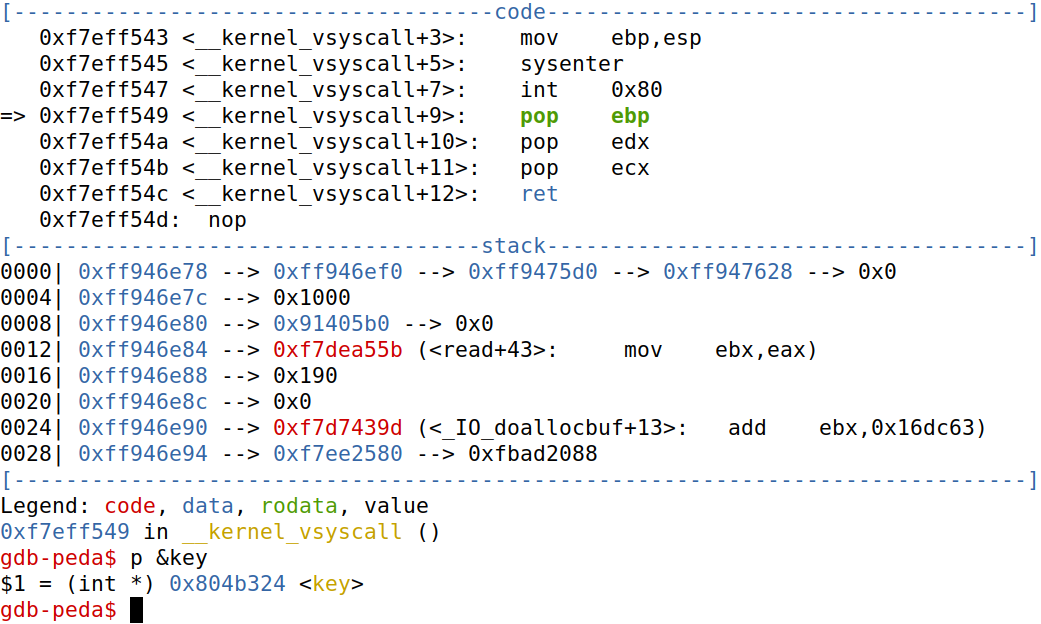 [-------------------------------------code-------------------------------------]
   0xf7eff543 <__kernel_vsyscall+3>:	mov    ebp,esp
   0xf7eff545 <__kernel_vsyscall+5>:	sysenter
   0xf7eff547 <__kernel_vsyscall+7>:	int    0x80
=> 0xf7eff549 <__kernel_vsyscall+9>:	pop    ebp
   0xf7eff54a <__kernel_vsyscall+10>:	pop    edx
   0xf7eff54b <__kernel_vsyscall+11>:	pop    ecx
   0xf7eff54c <__kernel_vsyscall+12>:	ret
   0xf7eff54d:	nop
[------------------------------------stack-------------------------------------]
0000| 0xff946e78 --> 0xff946ef0 --> 0xff9475d0 --> 0xff947628 --> 0x0
0004| 0xff946e7c --> 0x1000
0008| 0xff946e80 --> 0x91405b0 --> 0x0
0012| 0xff946e84 --> 0xf7dea55b (<read+43>:	mov    ebx,eax)
0016| 0xff946e88 --> 0x190
0020| 0xff946e8c --> 0x0
0024| 0xff946e90 --> 0xf7d7439d (<_IO_doallocbuf+13>:	add    ebx,0x16dc63)
0028| 0xff946e94 --> 0xf7ee2580 --> 0xfbad2088
[------------------------------------------------------------------------------]
Legend: code, data, rodata, value
0xf7eff549 in __kernel_vsyscall ()
gdb-peda$ p &key
$1 = (int *) 0x804b324 <key>
gdb-peda$